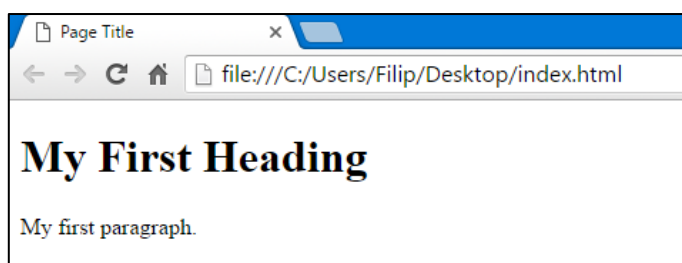 Page Title
file:///C:/Users/Filip/Desktop/index.html
My First Heading
My first paragraph.